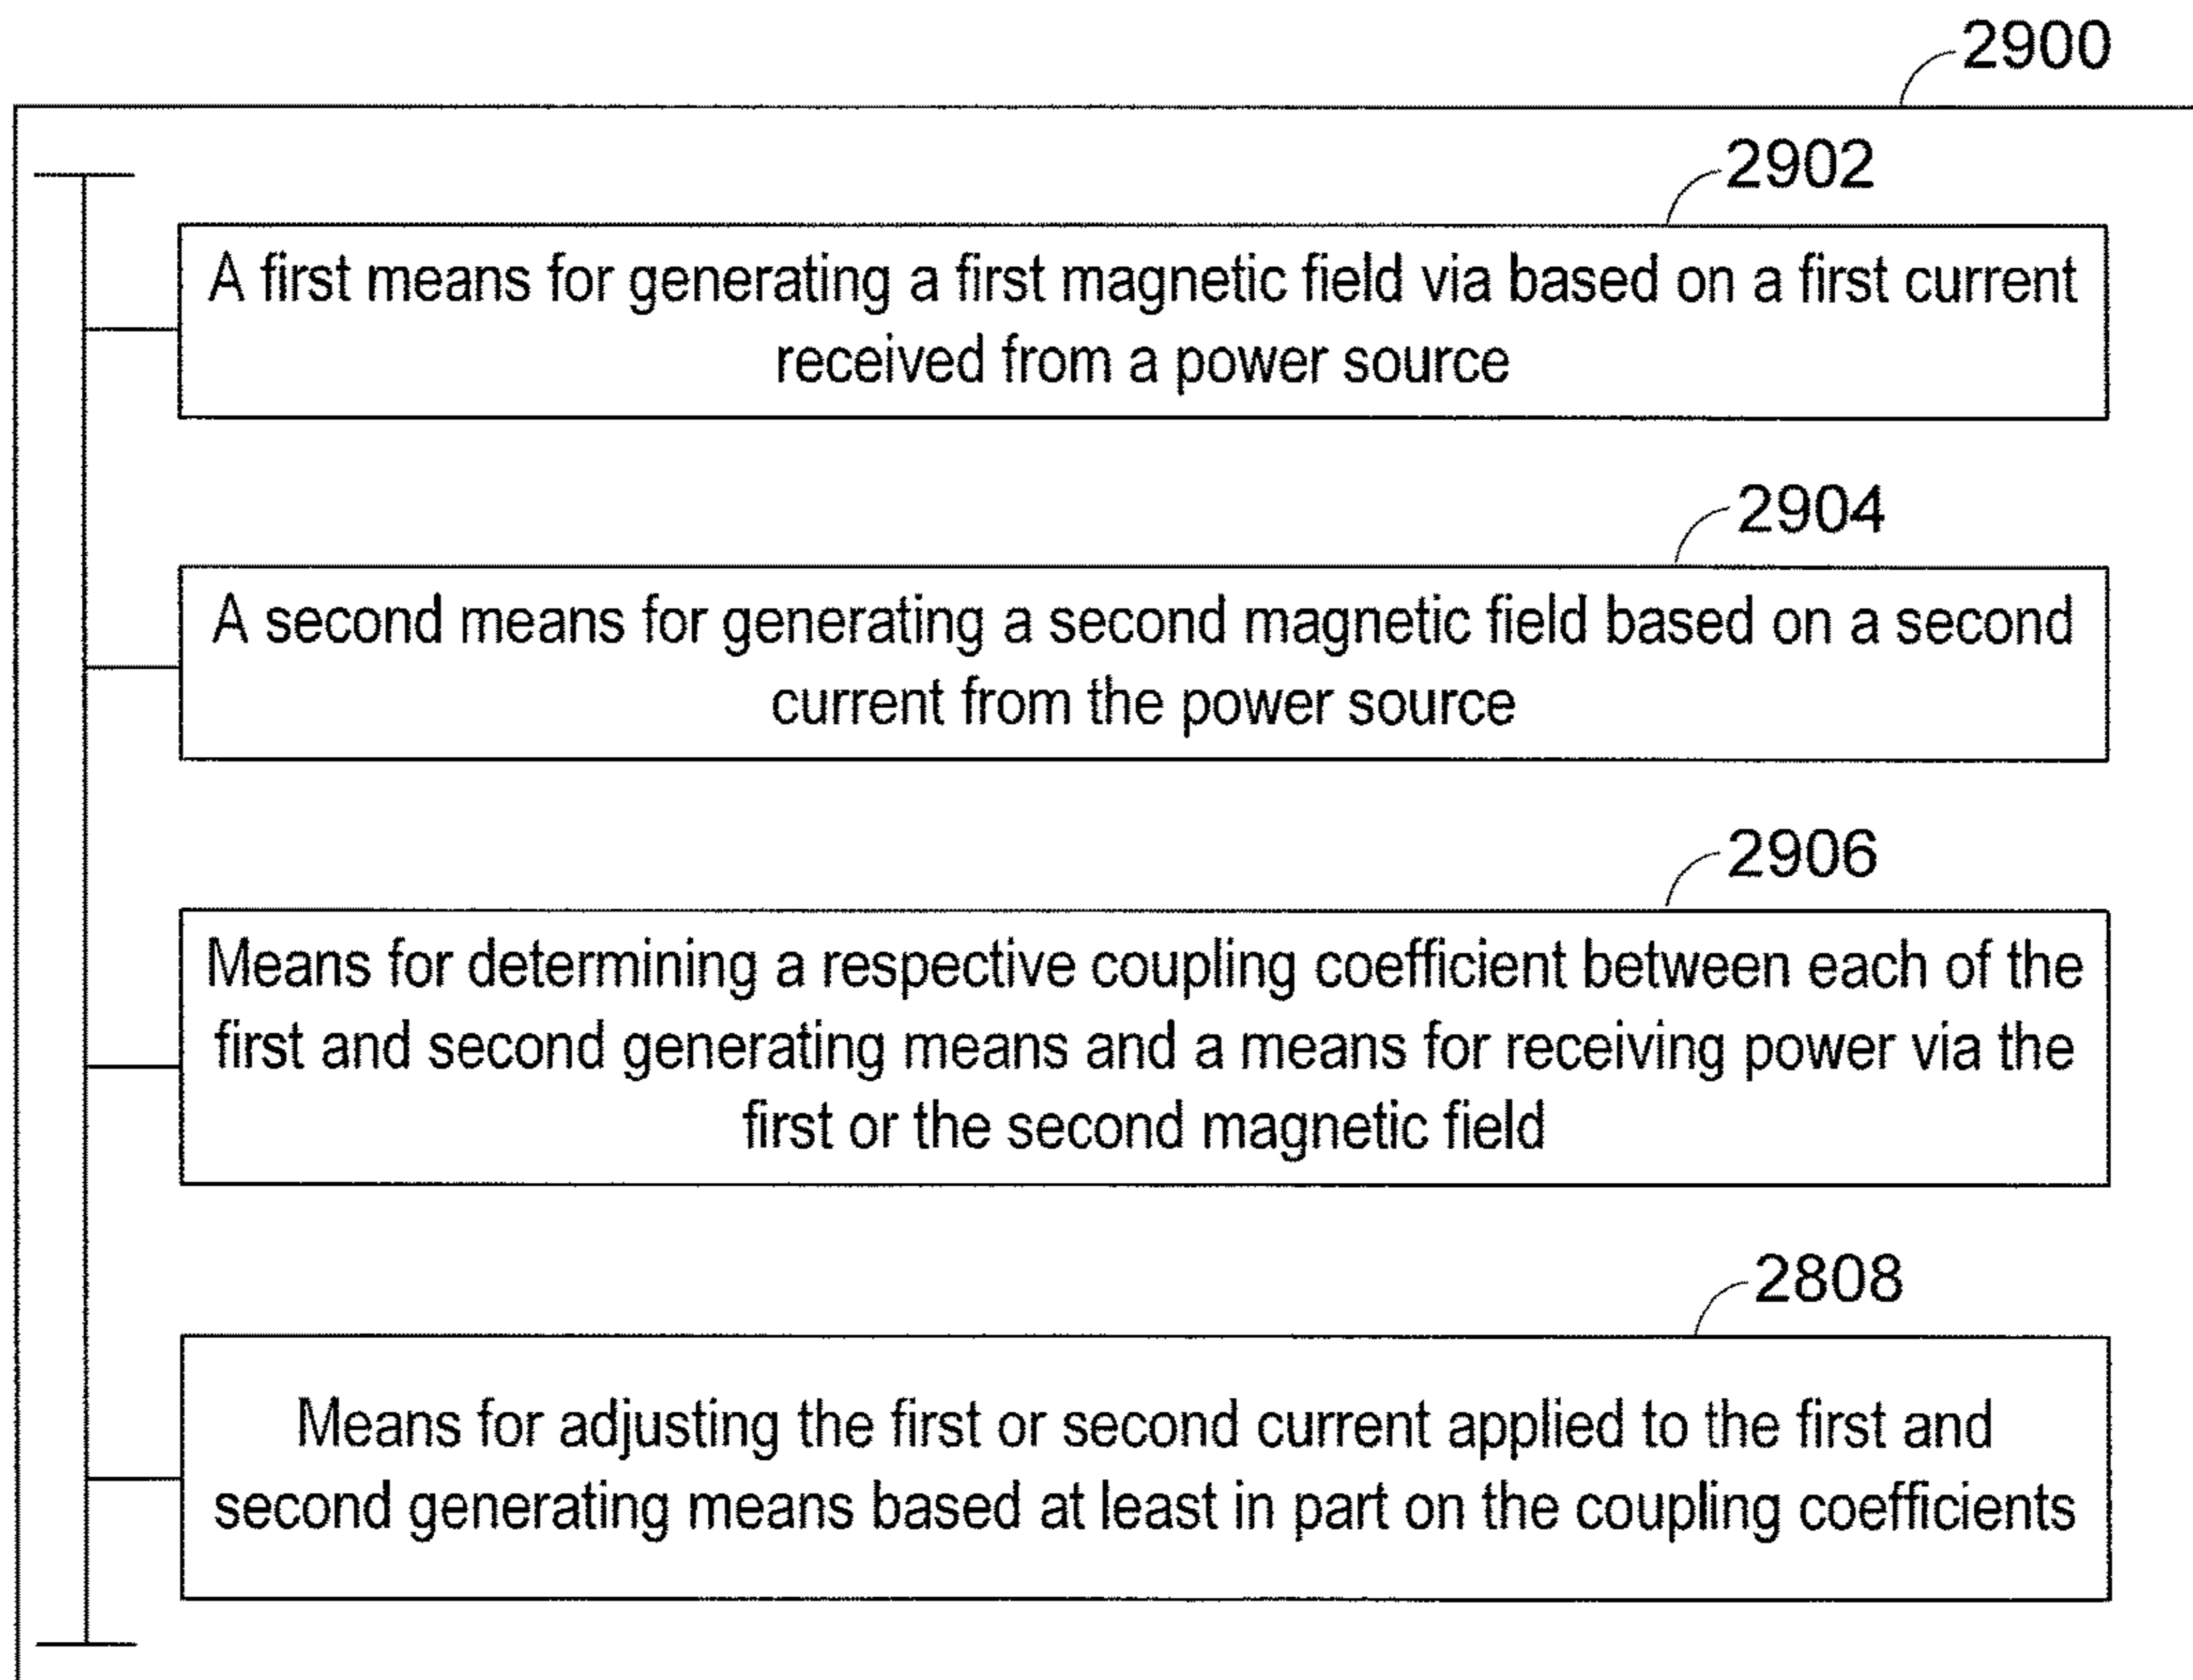 2900
2902
A first means for generating a first magnetic field via based on a first current
received from a power source
2904
A second means for generating a second magnetic field based on a second
current from the power source
2906
Means for determining a respective coupling coefficient between each of the
first and second generating means and a means for receiving power via the
first or the second magnetic field
2808
Means for adjusting the first or second current applied to the first and
second generating means based at least in part on the coupling coefficients